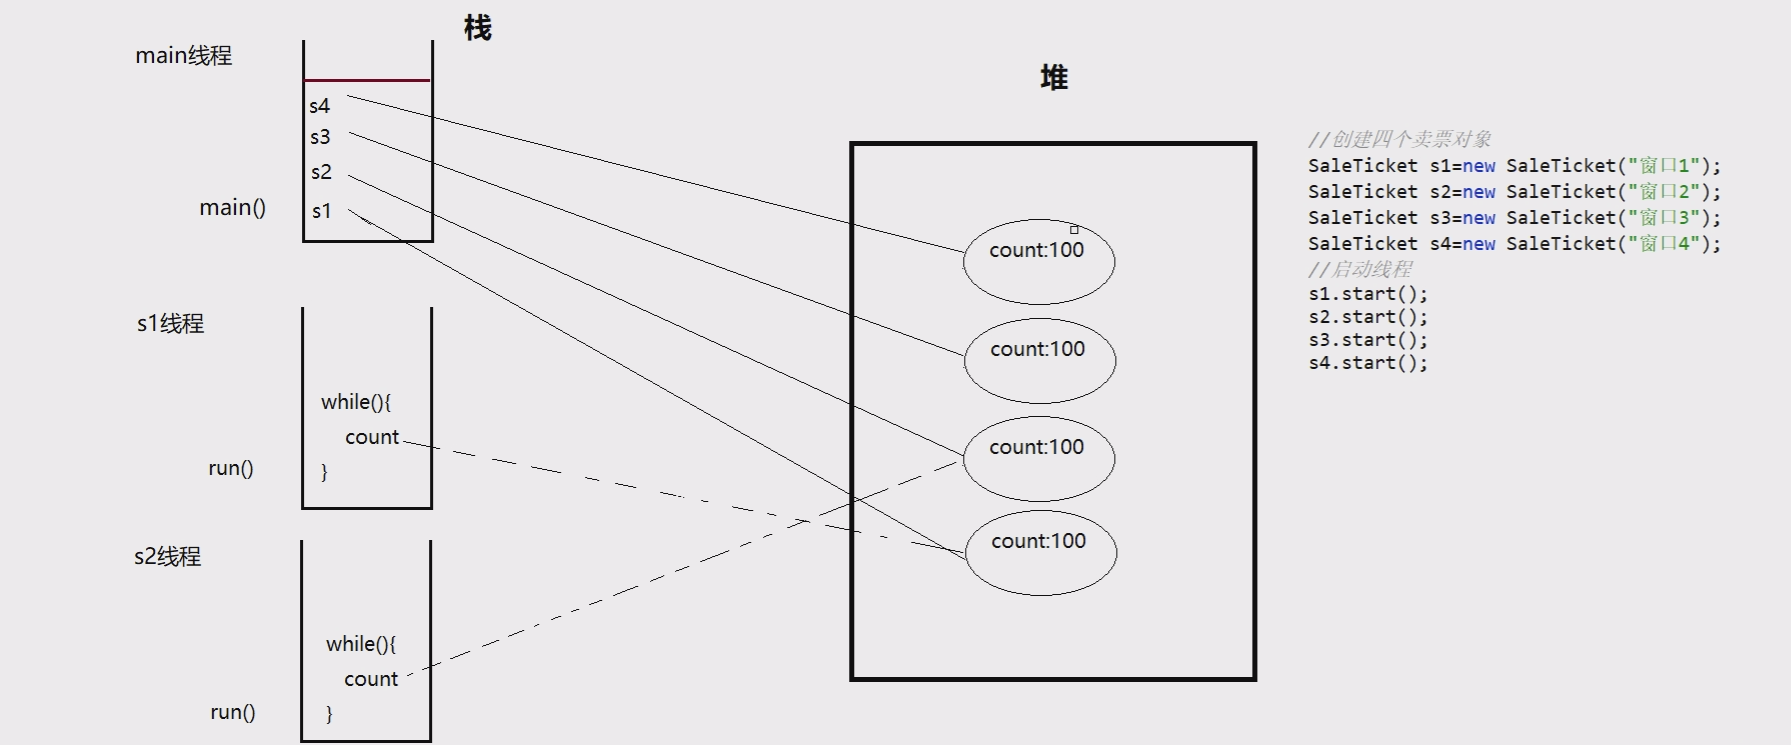 栈
main线程
s4
s3
s2
s1
main()
s1线程
while(){
count
}
run()
s2线程
while(){
count
}
run()
堆
count:100
count:100
count:100
count:100
//创建四个卖票对象
SaleTicket s1=new SaleTicket("窗口1");
SaleTicket s2=new SaleTicket("窗口2");
SaleTicket s3=new SaleTicket("窗口3");
SaleTicket s4=new SaleTicket("窗口4");
//启动线程
s1.start();
s2.start();
s3.start();
s4.start();